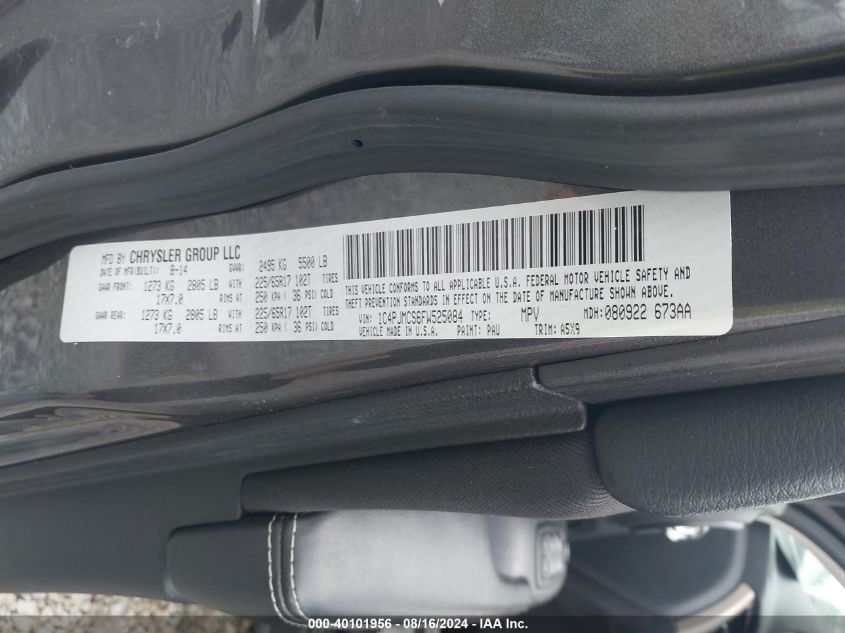 MFD BY CHRYSLER GROUP LLC
DATE OF MFR(BUILT): 8-14 GVWR: 2495 KG 5500 LB
GAWR FRONT: 1273 KG 2805 LB WITH 225/65R17 102T TIRES
17X7.0 RIMS AT 250 KPA ( 36 PSI) COLD
GAWR REAR: 1273 KG 2805 LB WITH 225/65R17 102T TIRES
17X7.0 RIMS AT 250 KPA ( 36 PSI) COLD
THIS VEHICLE CONFORMS TO ALL APPLICABLE U.S.A. FEDERAL MOTOR VEHICLE SAFETY AND
THEFT PREVENTION STANDARDS IN EFFECT ON THE DATE OF MANUFACTURE SHOWN ABOVE.
VIN: 1C4PJMCS6FW525084 TYPE: MPV MDH: 080922 673AA
VEHICLE MADE IN U.S.A. PAINT: PAU TRIM: A5X9
000-40101956 - 08/16/2024 - IAA Inc.